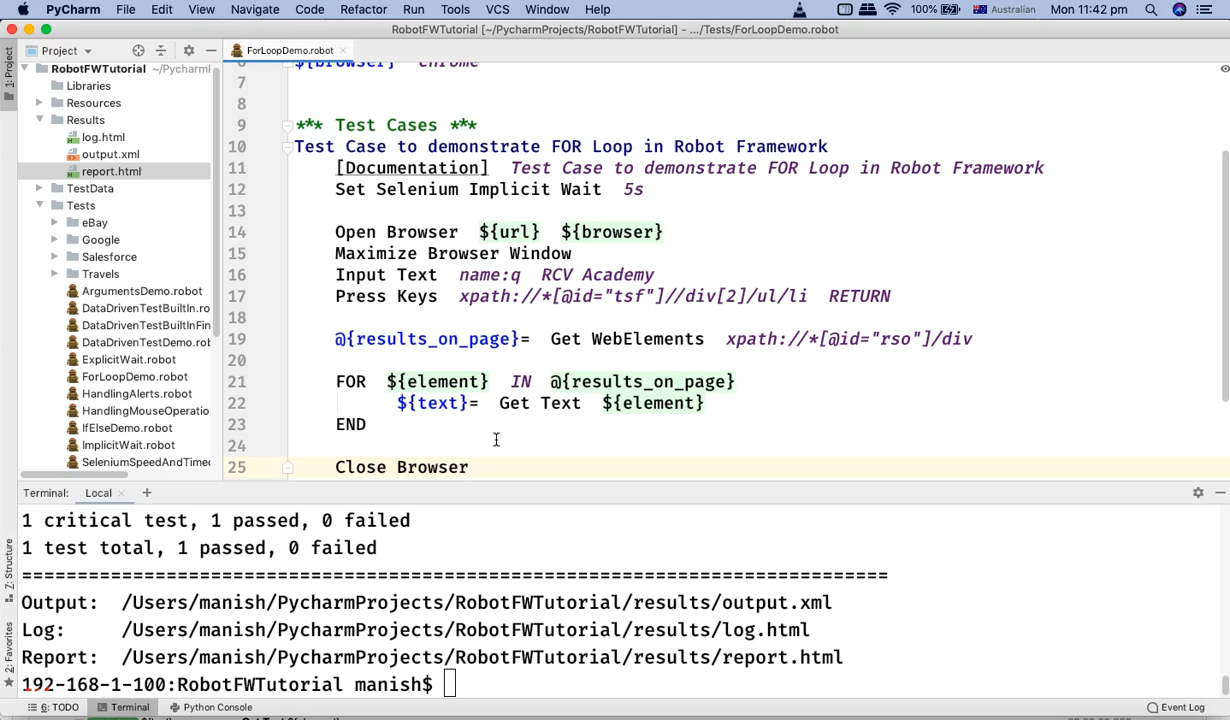 PyCharm File Edit View Navigate Code Refactor Run Tools VCS Window Help 100% Australian Mon 11:42 pm
RobotFWTutorial [~/PycharmProjects/RobotFWTutorial] - .../Tests/ForLoopDemo.robot
Project
ForLoopDemo.robot
1: Project
RobotFWTutorial ~/Pycharml
Libraries
Resources
Results
log.html
output.xml
report.html
TestData
Tests
eBay
Google
Salesforce
Travels
ArgumentsDemo.robot
DataDrivenTestBuiltIn.ro
DataDrivenTestBuiltInFin
DataDrivenTestDemo.rob
ExplicitWait.robot
ForLoopDemo.robot
HandlingAlerts.robot
HandlingMouseOperatio
IfElseDemo.robot
ImplicitWait.robot
SeleniumSpeedAndTimec
6 ${browser} chrome
7
8
9 *** Test Cases ***
10 Test Case to demonstrate FOR Loop in Robot Framework
11 [Documentation] Test Case to demonstrate FOR Loop in Robot Framework
12 Set Selenium Implicit Wait 5s
13
14 Open Browser ${url} ${browser}
15 Maximize Browser Window
16 Input Text name:q RCV Academy
17 Press Keys xpath://*[@id="tsf"]//div[2]/ul/li RETURN
18
19 @{results_on_page}= Get WebElements xpath://*[@id="rso"]/div
20
21 FOR ${element} IN @{results_on_page}
22 ${text}= Get Text ${element}
23 END
24
25 Close Browser
Terminal: Local × +
1 critical test, 1 passed, 0 failed
1 test total, 1 passed, 0 failed
==============================================================================
Output: /Users/manish/PycharmProjects/RobotFWTutorial/results/output.xml
Log: /Users/manish/PycharmProjects/RobotFWTutorial/results/log.html
Report: /Users/manish/PycharmProjects/RobotFWTutorial/results/report.html
192-168-1-100:RobotFWTutorial manish$
Z: Structure
2: Favorites
6: TODO Terminal Python Console Event Log